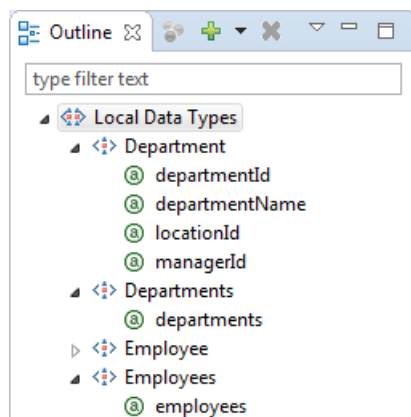 Outline
type filter text
Local Data Types
Department
departmentId
departmentName
locationId
managerId
Departments
departments
Employee
Employees
employees